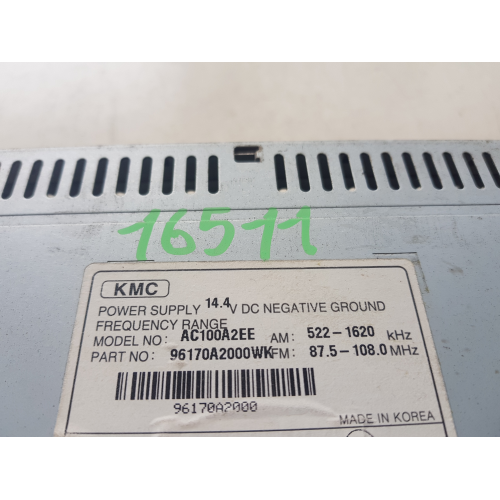 16511
KMC
POWER SUPPLY 14.4V DC NEGATIVE GROUND
FREQUENCY RANGE
MODEL NO: AC100A2EE AM: 522-1620 kHz
PART NO: 96170A2000WK FM: 87.5-108.0 MHz
96170A2000
MADE IN KOREA